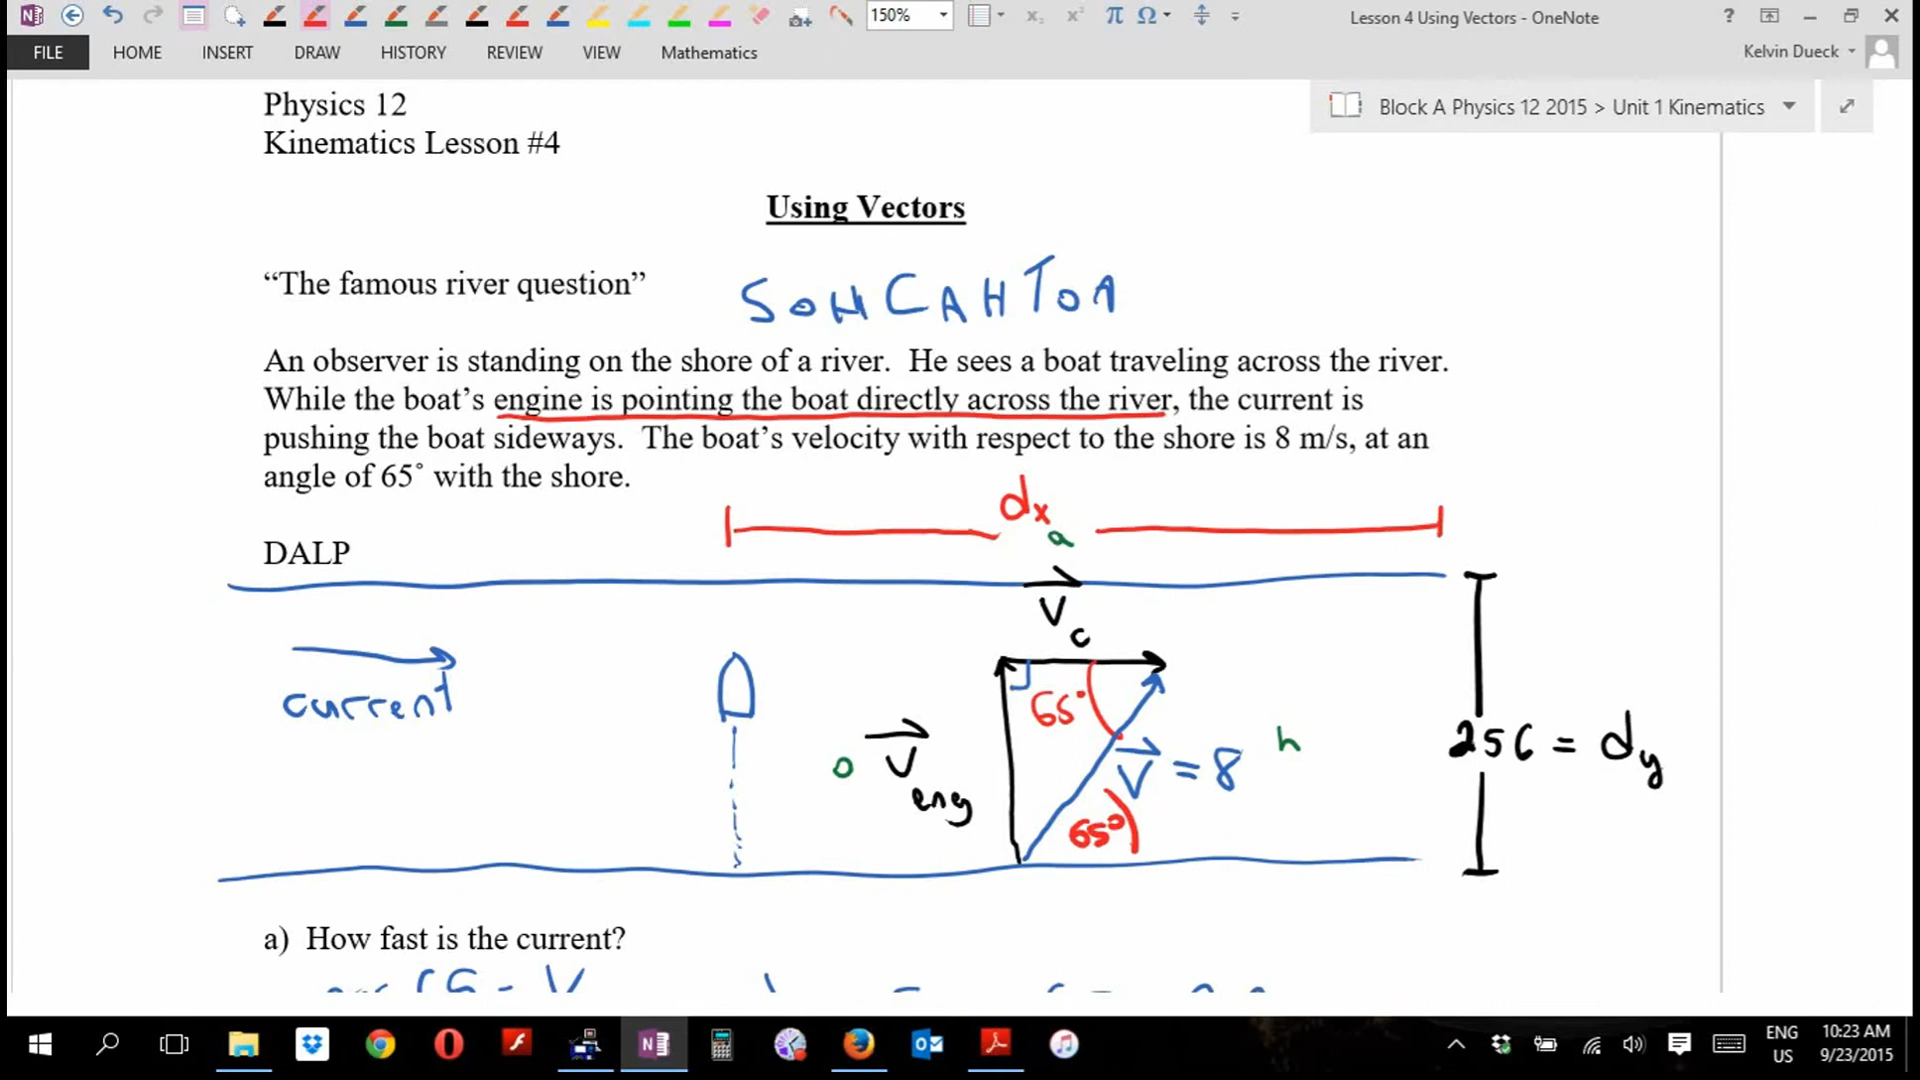 150%
Lesson 4 Using Vectors - OneNote
FILE HOME INSERT DRAW HISTORY REVIEW VIEW Mathematics
Kelvin Dueck
Block A Physics 12 2015 > Unit 1 Kinematics
Physics 12
Kinematics Lesson #4
Using Vectors
“The famous river question”
SOHCAHTOA
An observer is standing on the shore of a river. He sees a boat traveling across the river.
While the boat’s engine is pointing the boat directly across the river, the current is
pushing the boat sideways. The boat’s velocity with respect to the shore is 8 m/s, at an
angle of 65˚ with the shore.
dx
a
DALP
Vc
current
65°
o Veng
V = 8
h
256 = dy
65°
a) How fast is the current?
ENG
US
10:23 AM
9/23/2015